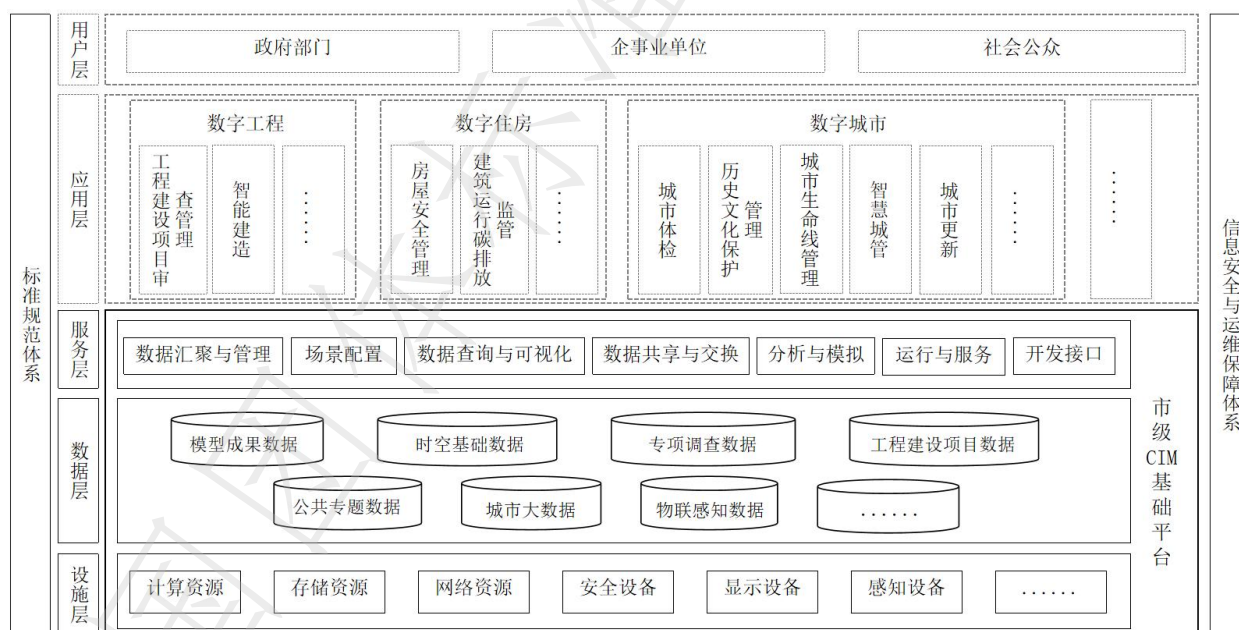 标准规范体系
用户层
政府部门
企事业单位
社会公众
应用层
数字工程
工程建设项目审
查管理
智能建造
......
数字住房
房屋安全管理
建筑运行碳排放
监管
......
数字城市
城市体检
历史文化保护
管理
城市生命线管理
智慧城管
城市更新
......
......
服务层
数据汇聚与管理
场景配置
数据查询与可视化
数据共享与交换
分析与模拟
运行与服务
开发接口
数据层
模型成果数据
时空基础数据
专项调查数据
工程建设项目数据
公共专题数据
城市大数据
物联感知数据
......
设施层
计算资源
存储资源
网络资源
安全设备
显示设备
感知设备
......
市级CIM基础平台
信息安全与运维保障体系